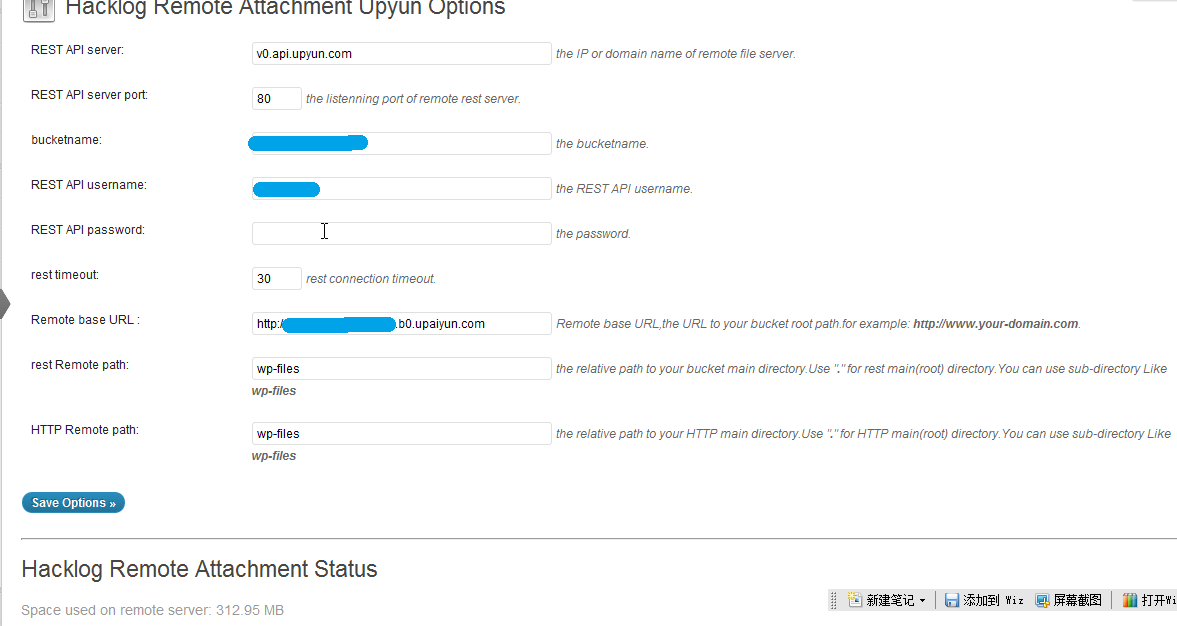 Hacklog Remote Attachment Upyun Options
REST API server: v0.api.upyun.com the IP or domain name of remote file server.
REST API server port: 80 the listenning port of remote rest server.
bucketname: the bucketname.
REST API username: the REST API username.
REST API password: the password.
rest timeout: 30 rest connection timeout.
Remote base URL : http:/ .b0.upaiyun.com Remote base URL,the URL to your bucket root path.for example: http://www.your-domain.com.
rest Remote path: wp-files the relative path to your bucket main directory.Use "." for rest main(root) directory.You can use sub-directory Like
wp-files
HTTP Remote path: wp-files the relative path to your HTTP main directory.Use "." for HTTP main(root) directory.You can use sub-directory Like
wp-files
Save Options »
Hacklog Remote Attachment Status
Space used on remote server: 312.95 MB
新建笔记 添加到 Wiz 屏幕截图 打开Wi